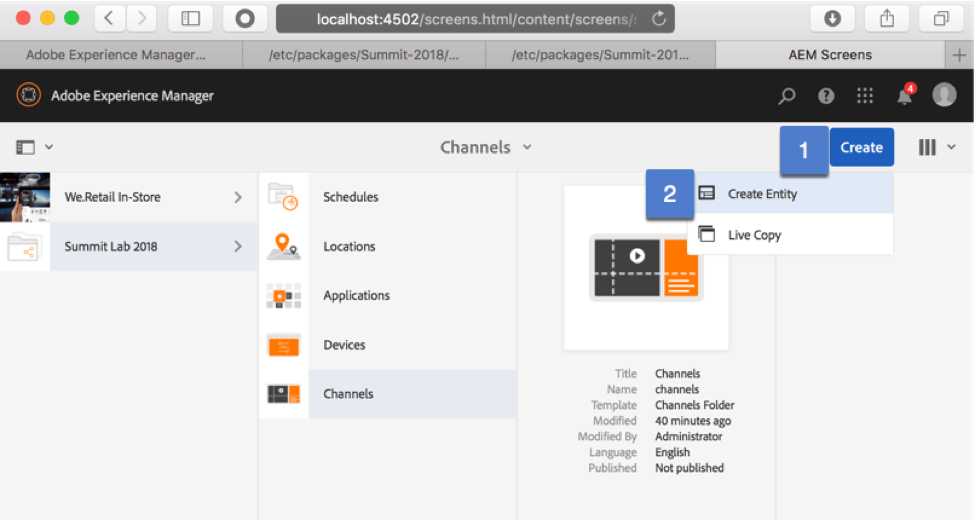 localhost:4502/screens.html/content/screens/
Adobe Experience Manager...
/etc/packages/Summit-2018/...
/etc/packages/Summit-201...
AEM Screens
Adobe Experience Manager
4
Channels
1
Create
2
Create Entity
Live Copy
We.Retail In-Store
Summit Lab 2018
Schedules
Locations
Applications
Devices
Channels
Title Channels
Name channels
Template Channels Folder
Modified 40 minutes ago
Modified By Administrator
Language English
Published Not published